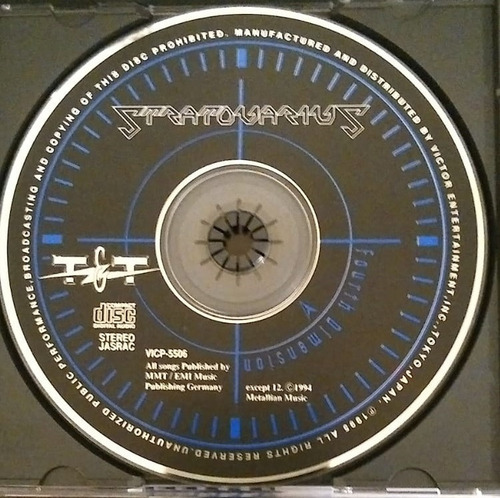 UNAUTHORIZED PUBLIC PERFORMANCE, BROADCASTING AND COPYING OF THIS DISC PROHIBITED. MANUFACTURED AND DISTRIBUTED BY VICTOR ENTERTAINMENT, INC., TOKYO, JAPAN. ℗1995 ALL RIGHTS RESERVED.
STRATOVARIUS
Fourth Dimension
T&T
COMPACT
disc
DIGITAL AUDIO
STEREO
JASRAC
VICP-5506
All songs Published by
MMT / EMI Music
Publishing Germany
except 12. ©1994
Metallian Music